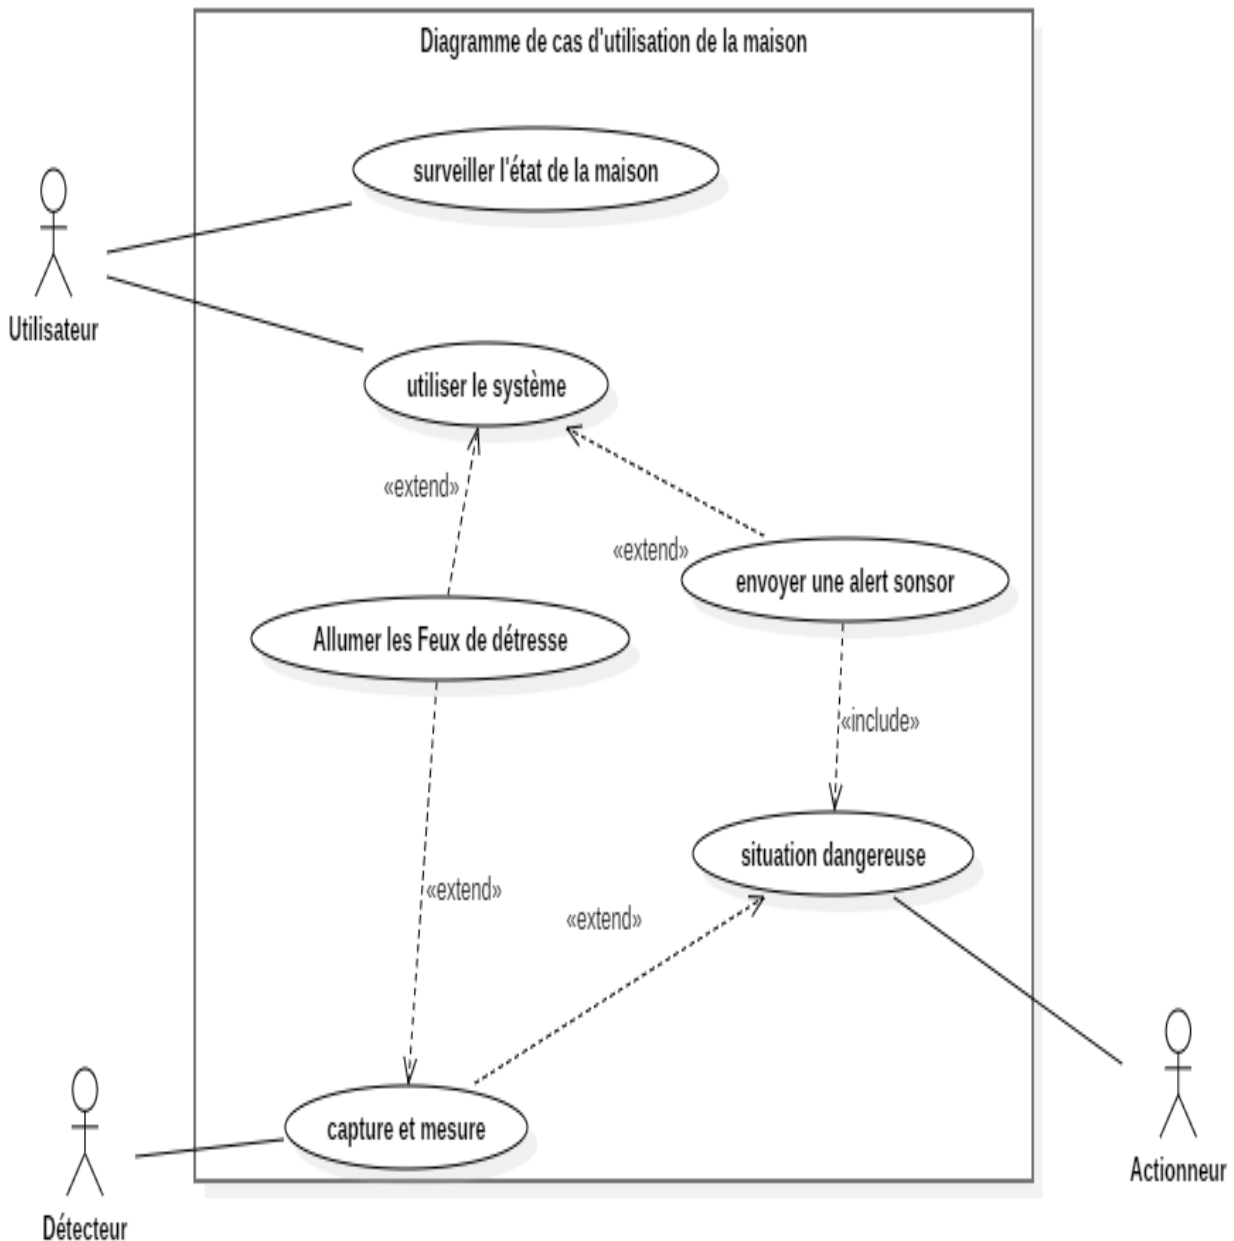 Diagramme de cas d'utilisation de la maison
surveiller l'état de la maison
Utilisateur
utiliser le système
«extend»
«extend»
envoyer une alert sonsor
Allumer les Feux de détresse
«include»
situation dangereuse
«extend»
«extend»
capture et mesure
Actionneur
Détecteur